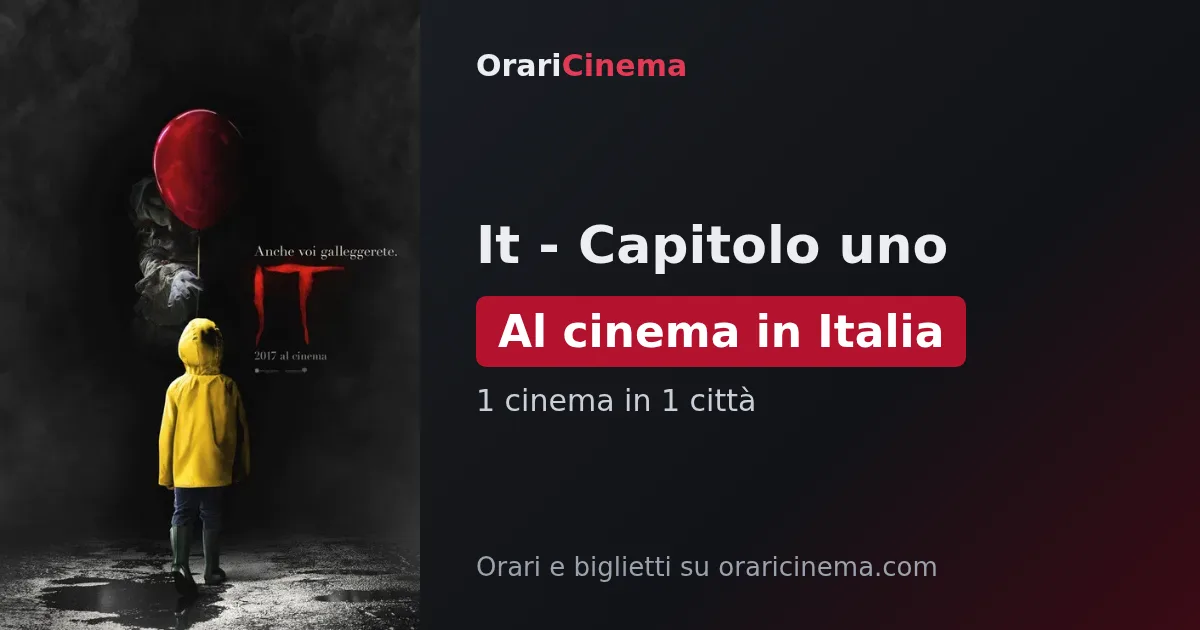 OrariCinema
Anche voi galleggerete.
IT
2017 al cinema
It - Capitolo uno
Al cinema in Italia
1 cinema in 1 città
Orari e biglietti su oraricinema.com